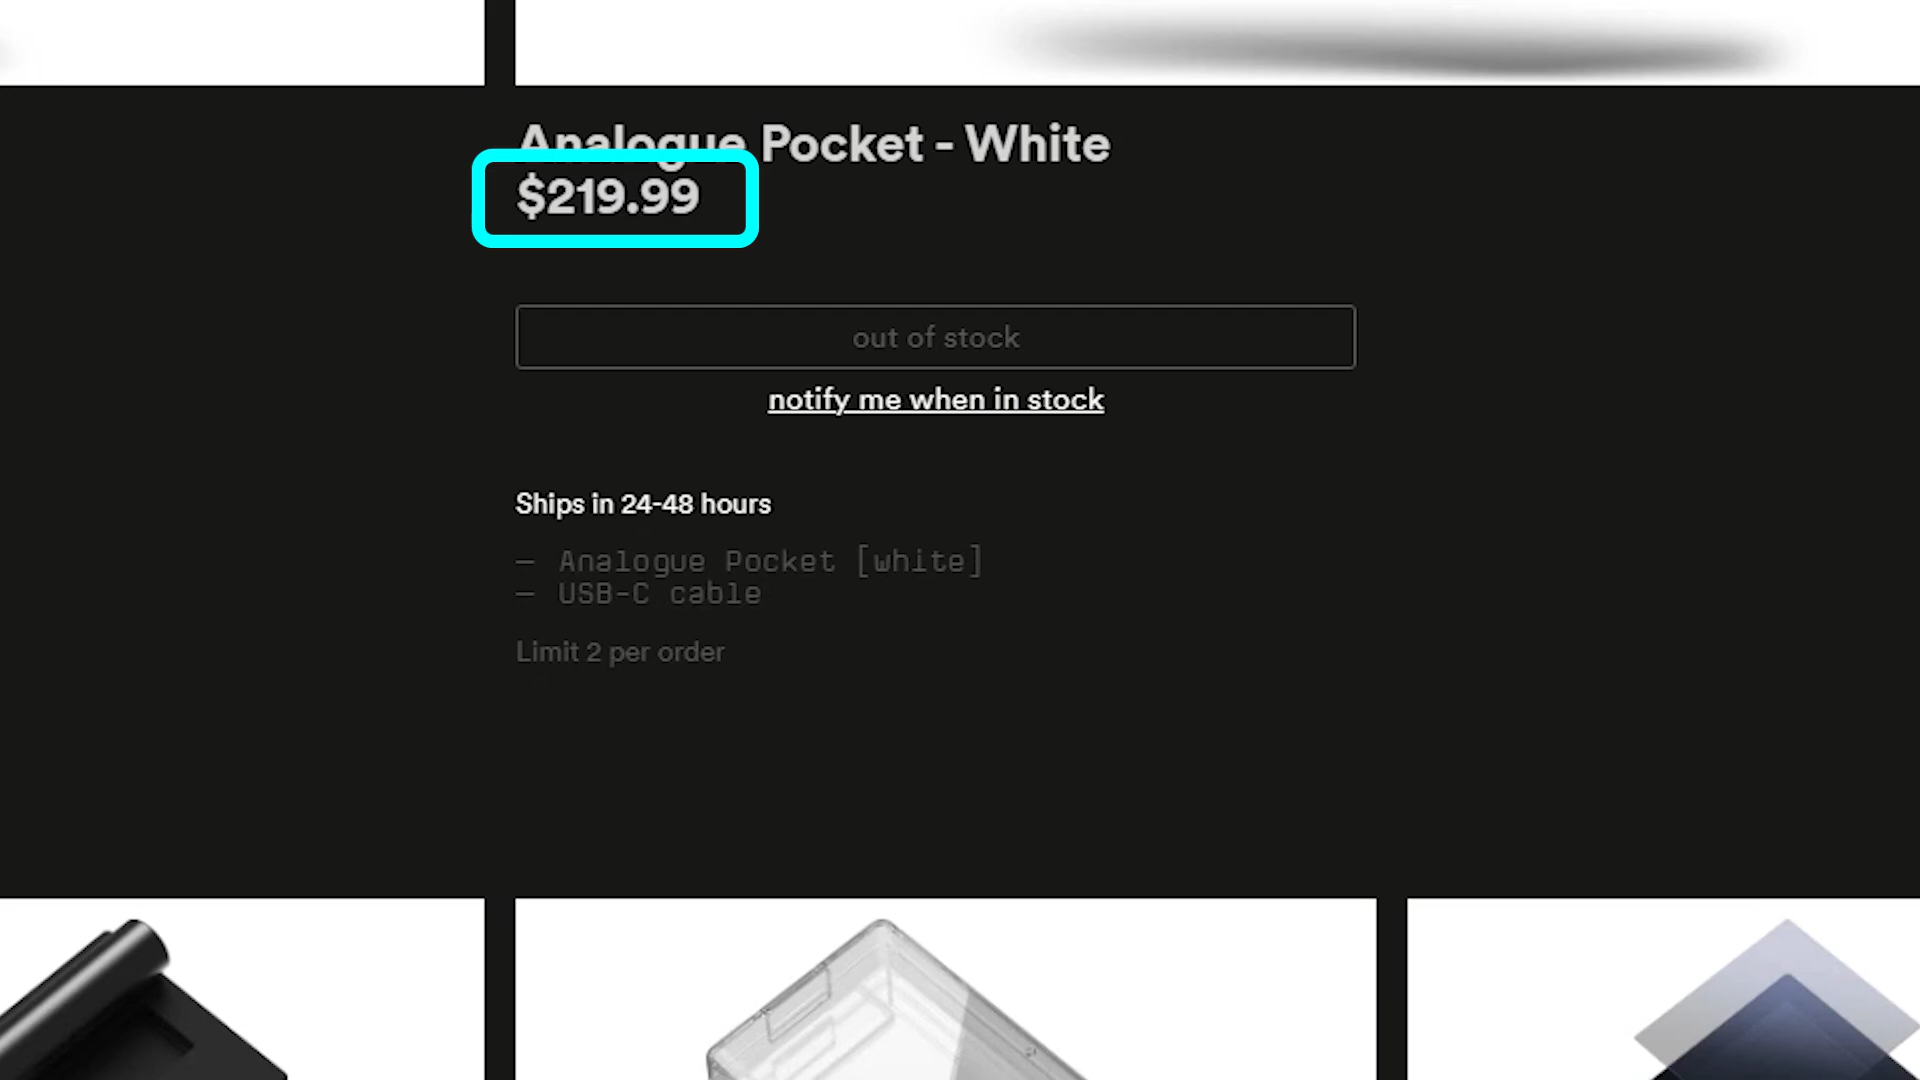 Analogue Pocket - White
$219.99
out of stock
notify me when in stock
Ships in 24-48 hours
— Analogue Pocket [white]
— USB-C cable
Limit 2 per order